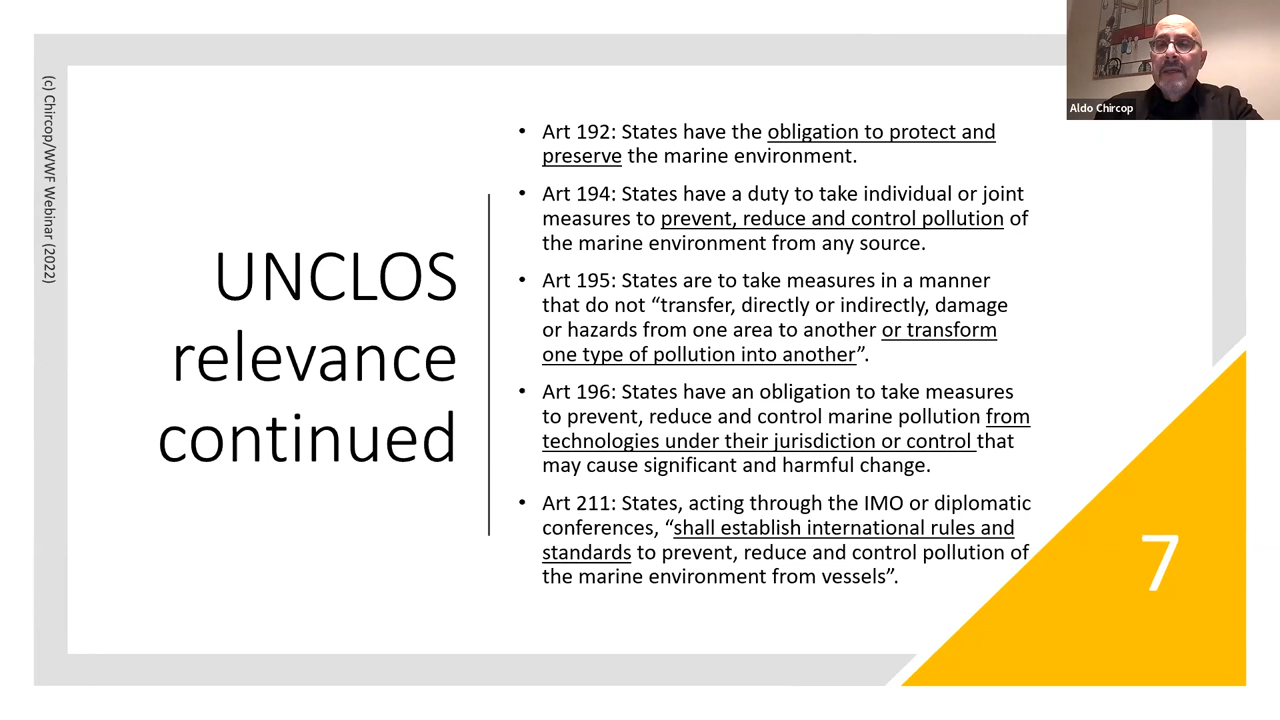 (c) Chircop/WWF Webinar (2022)
UNCLOS
relevance
continued
• Art 192: States have the obligation to protect and
preserve the marine environment.
• Art 194: States have a duty to take individual or joint
measures to prevent, reduce and control pollution of
the marine environment from any source.
• Art 195: States are to take measures in a manner
that do not “transfer, directly or indirectly, damage
or hazards from one area to another or transform
one type of pollution into another”.
• Art 196: States have an obligation to take measures
to prevent, reduce and control marine pollution from
technologies under their jurisdiction or control that
may cause significant and harmful change.
• Art 211: States, acting through the IMO or diplomatic
conferences, “shall establish international rules and
standards to prevent, reduce and control pollution of
the marine environment from vessels”.
7
Aldo Chircop